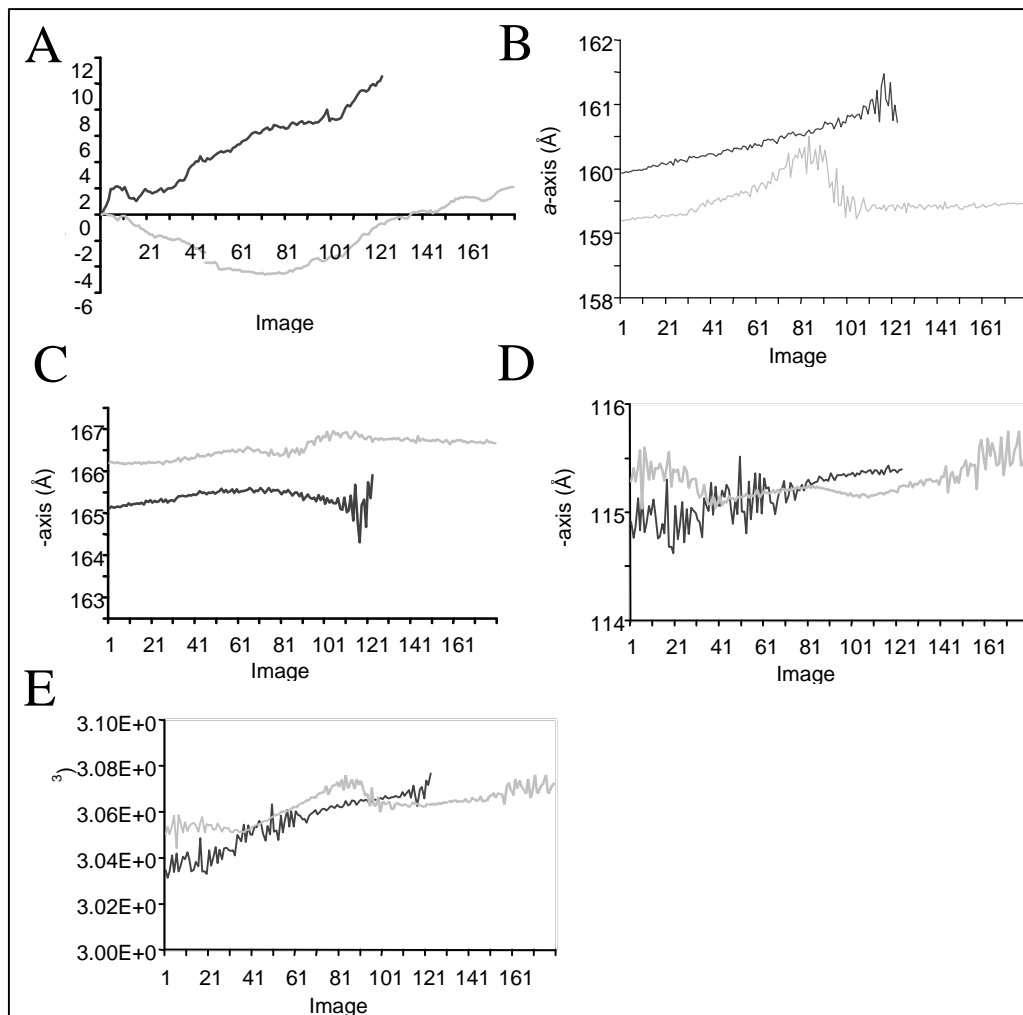 A
12
10
8
6
4
2
0
-2
-4
-6
21 41 61 81 101 121 141 161
Image
B
a-axis (Å)
162
161
160
159
158
1 21 41 61 81 101 121 141 161
Image
C
-axis (Å)
167
166
165
164
163
1 21 41 61 81 101 121 141 161
Image
D
-axis (Å)
116
115
114
1 21 41 61 81 101 121 141 161
Image
E
3)
3.10E+0
3.08E+0
3.06E+0
3.04E+0
3.02E+0
3.00E+0
1 21 41 61 81 101 121 141 161
Image